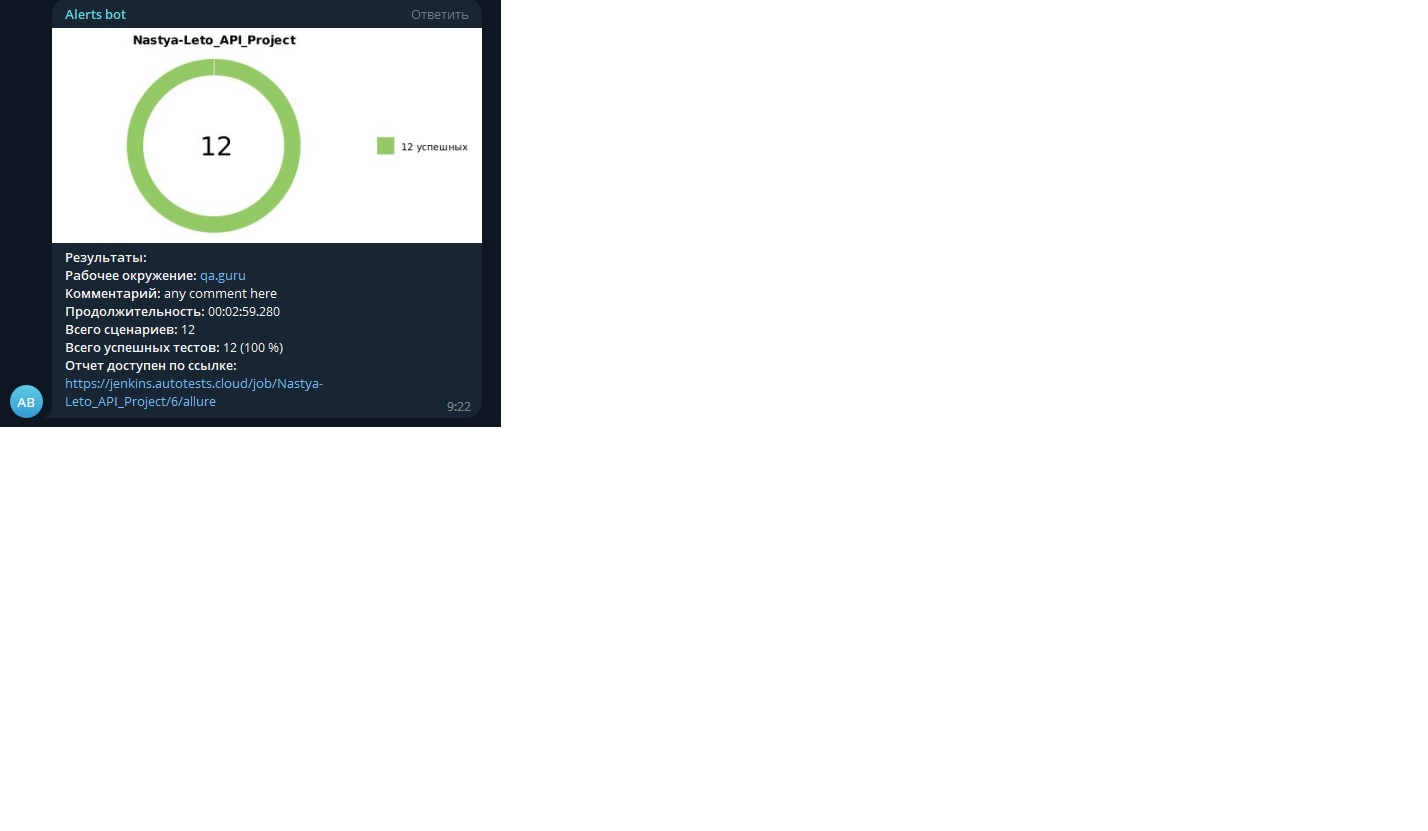 Alerts bot
Ответить
Nastya-Leto_API_Project
12
12 успешных
Результаты:
Рабочее окружение: qa.guru
Комментарий: any comment here
Продолжительность: 00:02:59.280
Всего сценариев: 12
Всего успешных тестов: 12 (100 %)
Отчет доступен по ссылке:
https://jenkins.autotests.cloud/job/Nastya-
Leto_API_Project/6/allure
AB
9:22